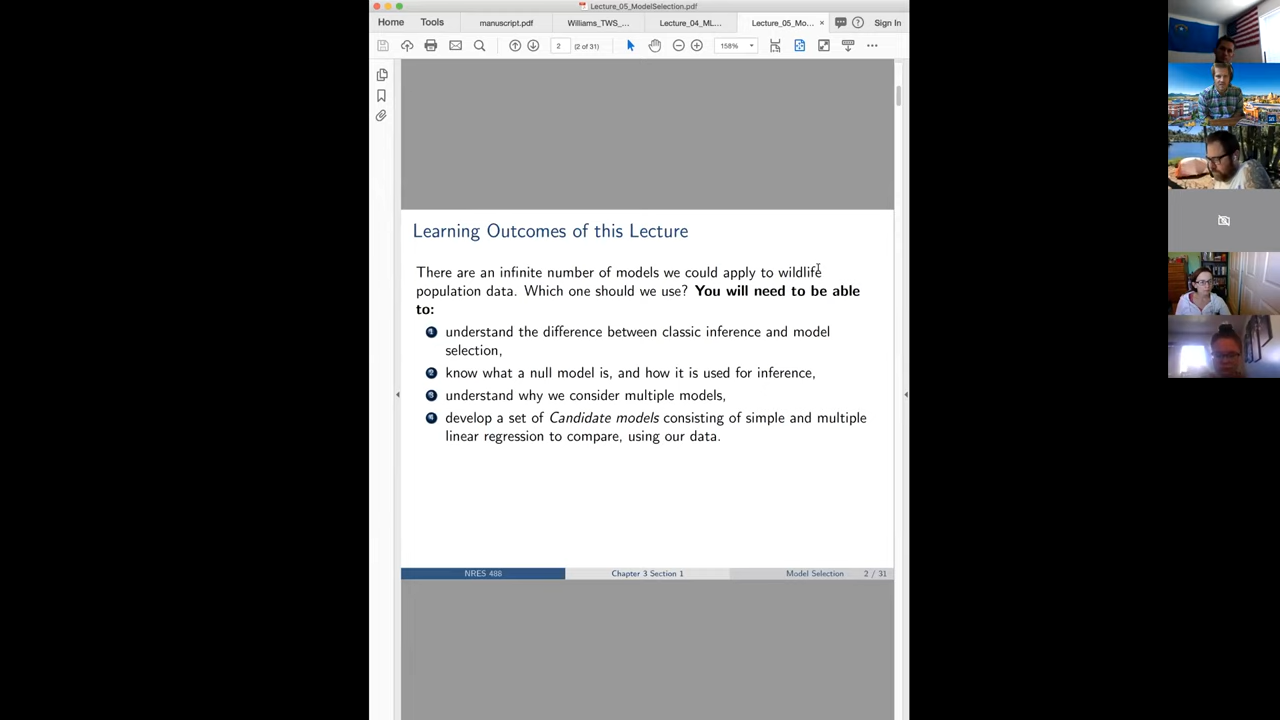 Lecture_05_ModelSelection.pdf
Home Tools manuscript.pdf Williams_TWS_... Lecture_04_ML... Lecture_05_Mo... × ? Sign In
2 (2 of 31) 158%
Learning Outcomes of this Lecture
There are an infinite number of models we could apply to wildlife
population data. Which one should we use? You will need to be able
to:
1 understand the difference between classic inference and model
selection,
2 know what a null model is, and how it is used for inference,
3 understand why we consider multiple models,
4 develop a set of Candidate models consisting of simple and multiple
linear regression to compare, using our data.
NRES 488 Chapter 3 Section 1 Model Selection 2 / 31